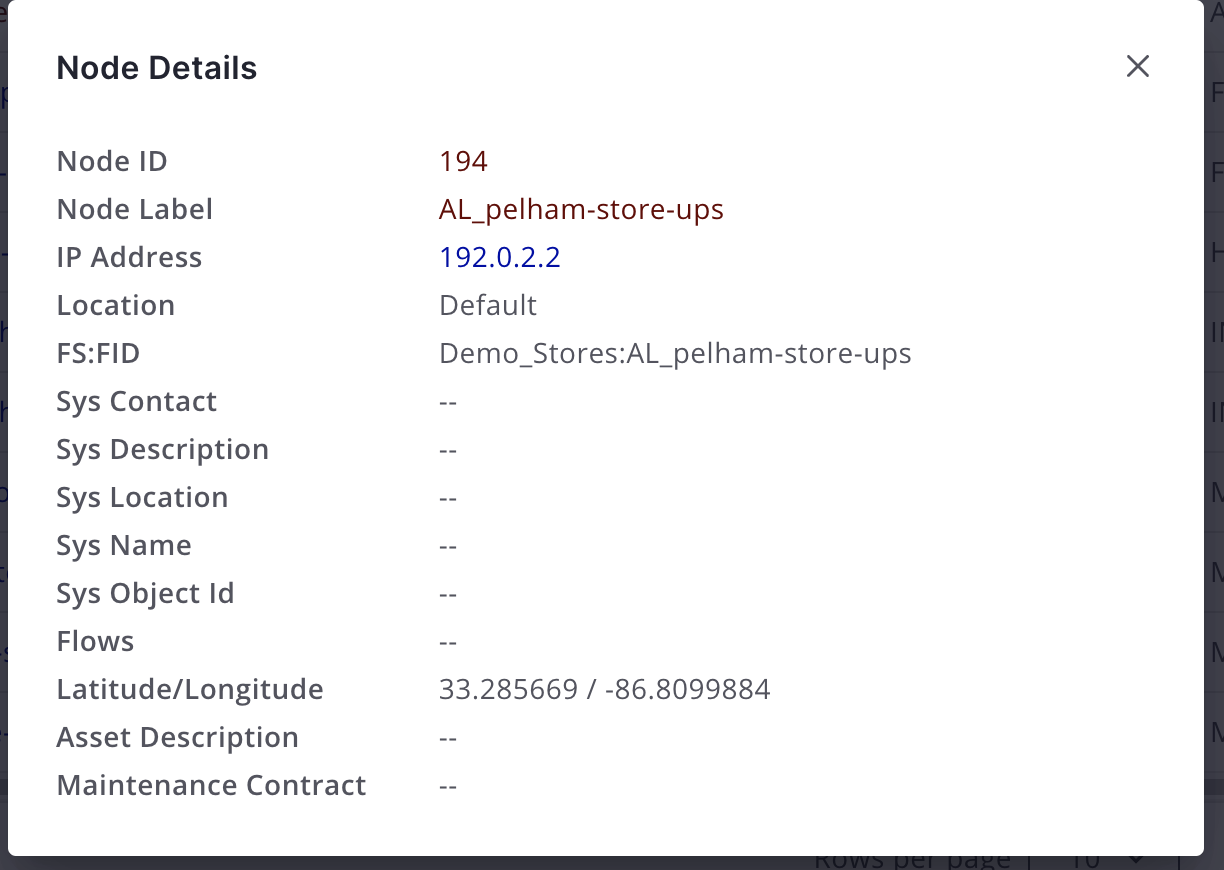 Node Details
Node ID 194
Node Label AL_pelham-store-ups
IP Address 192.0.2.2
Location Default
FS:FID Demo_Stores:AL_pelham-store-ups
Sys Contact --
Sys Description --
Sys Location --
Sys Name --
Sys Object Id --
Flows --
Latitude/Longitude 33.285669 / -86.8099884
Asset Description --
Maintenance Contract --
Rows per page 10